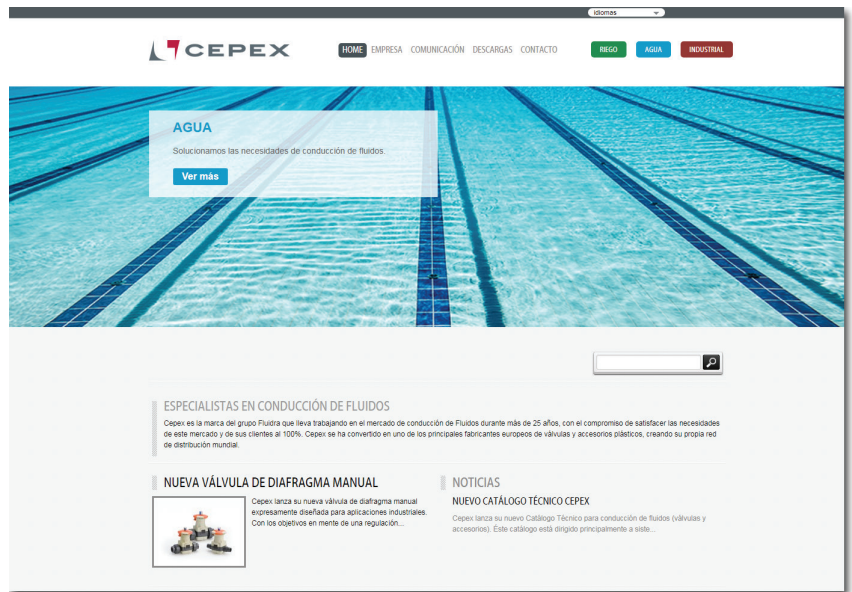 idiomas
CEPEX
HOME EMPRESA COMUNICACIÓN DESCARGAS CONTACTO
RIEGO AGUA INDUSTRIAL
AGUA
Solucionamos las necesidades de conducción de fluidos.
Ver más
ESPECIALISTAS EN CONDUCCIÓN DE FLUIDOS
Cepex es la marca del grupo Fluidra que lleva trabajando en el mercado de conducción de Fluidos durante más de 25 años, con el compromiso de satisfacer las necesidades
de este mercado y de sus clientes al 100%. Cepex se ha convertido en uno de los principales fabricantes europeos de válvulas y accesorios plásticos, creando su propia red
de distribución mundial.
NUEVA VÁLVULA DE DIAFRAGMA MANUAL
Cepex lanza su nueva válvula de diafragma manual
expresamente diseñada para aplicaciones industriales.
Con los objetivos en mente de una regulación...
NOTICIAS
NUEVO CATÁLOGO TÉCNICO CEPEX
Cepex lanza su nuevo Catálogo Técnico para conducción de fluidos (válvulas y
accesorios). Éste catálogo está dirigido principalmente a siste...